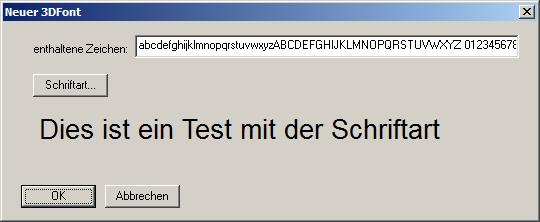 Neuer 3DFont
enthaltene Zeichen: abcdefghijklmnopqrstuvwxyzABCDEFGHIJKLMNOPQRSTUVWXYZ 012345678
Schriftart...
Dies ist ein Test mit der Schriftart
OK Abbrechen